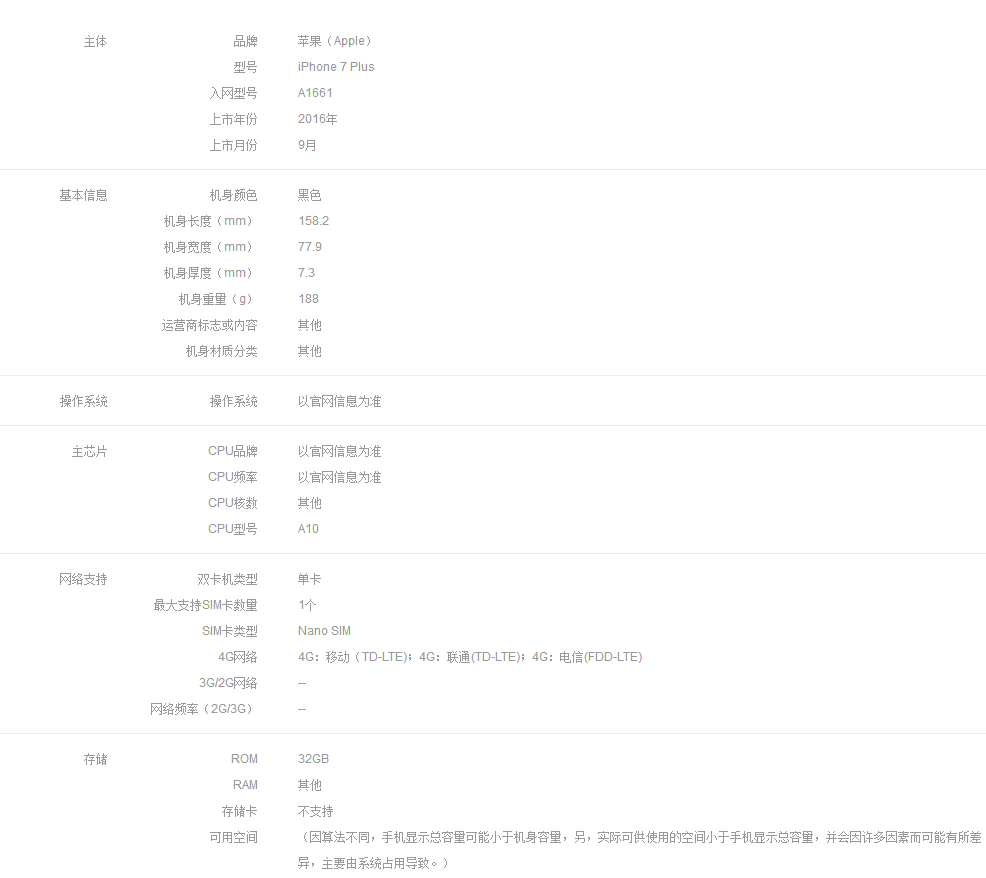 主体 品牌 苹果（Apple）
型号 iPhone 7 Plus
入网型号 A1661
上市年份 2016年
上市月份 9月
基本信息 机身颜色 黑色
机身长度（mm） 158.2
机身宽度（mm） 77.9
机身厚度（mm） 7.3
机身重量（g） 188
运营商标志或内容 其他
机身材质分类 其他
操作系统 操作系统 以官网信息为准
主芯片 CPU品牌 以官网信息为准
CPU频率 以官网信息为准
CPU核数 其他
CPU型号 A10
网络支持 双卡机类型 单卡
最大支持SIM卡数量 1个
SIM卡类型 Nano SIM
4G网络 4G：移动（TD-LTE)；4G：联通(TD-LTE)；4G：电信(FDD-LTE)
3G/2G网络 --
网络频率（2G/3G） --
存储 ROM 32GB
RAM 其他
存储卡 不支持
可用空间 （因算法不同，手机显示总容量可能小于机身容量，另，实际可供使用的空间小于手机显示总容量，并会因许多因素而可能有所差
异，主要由系统占用导致。）